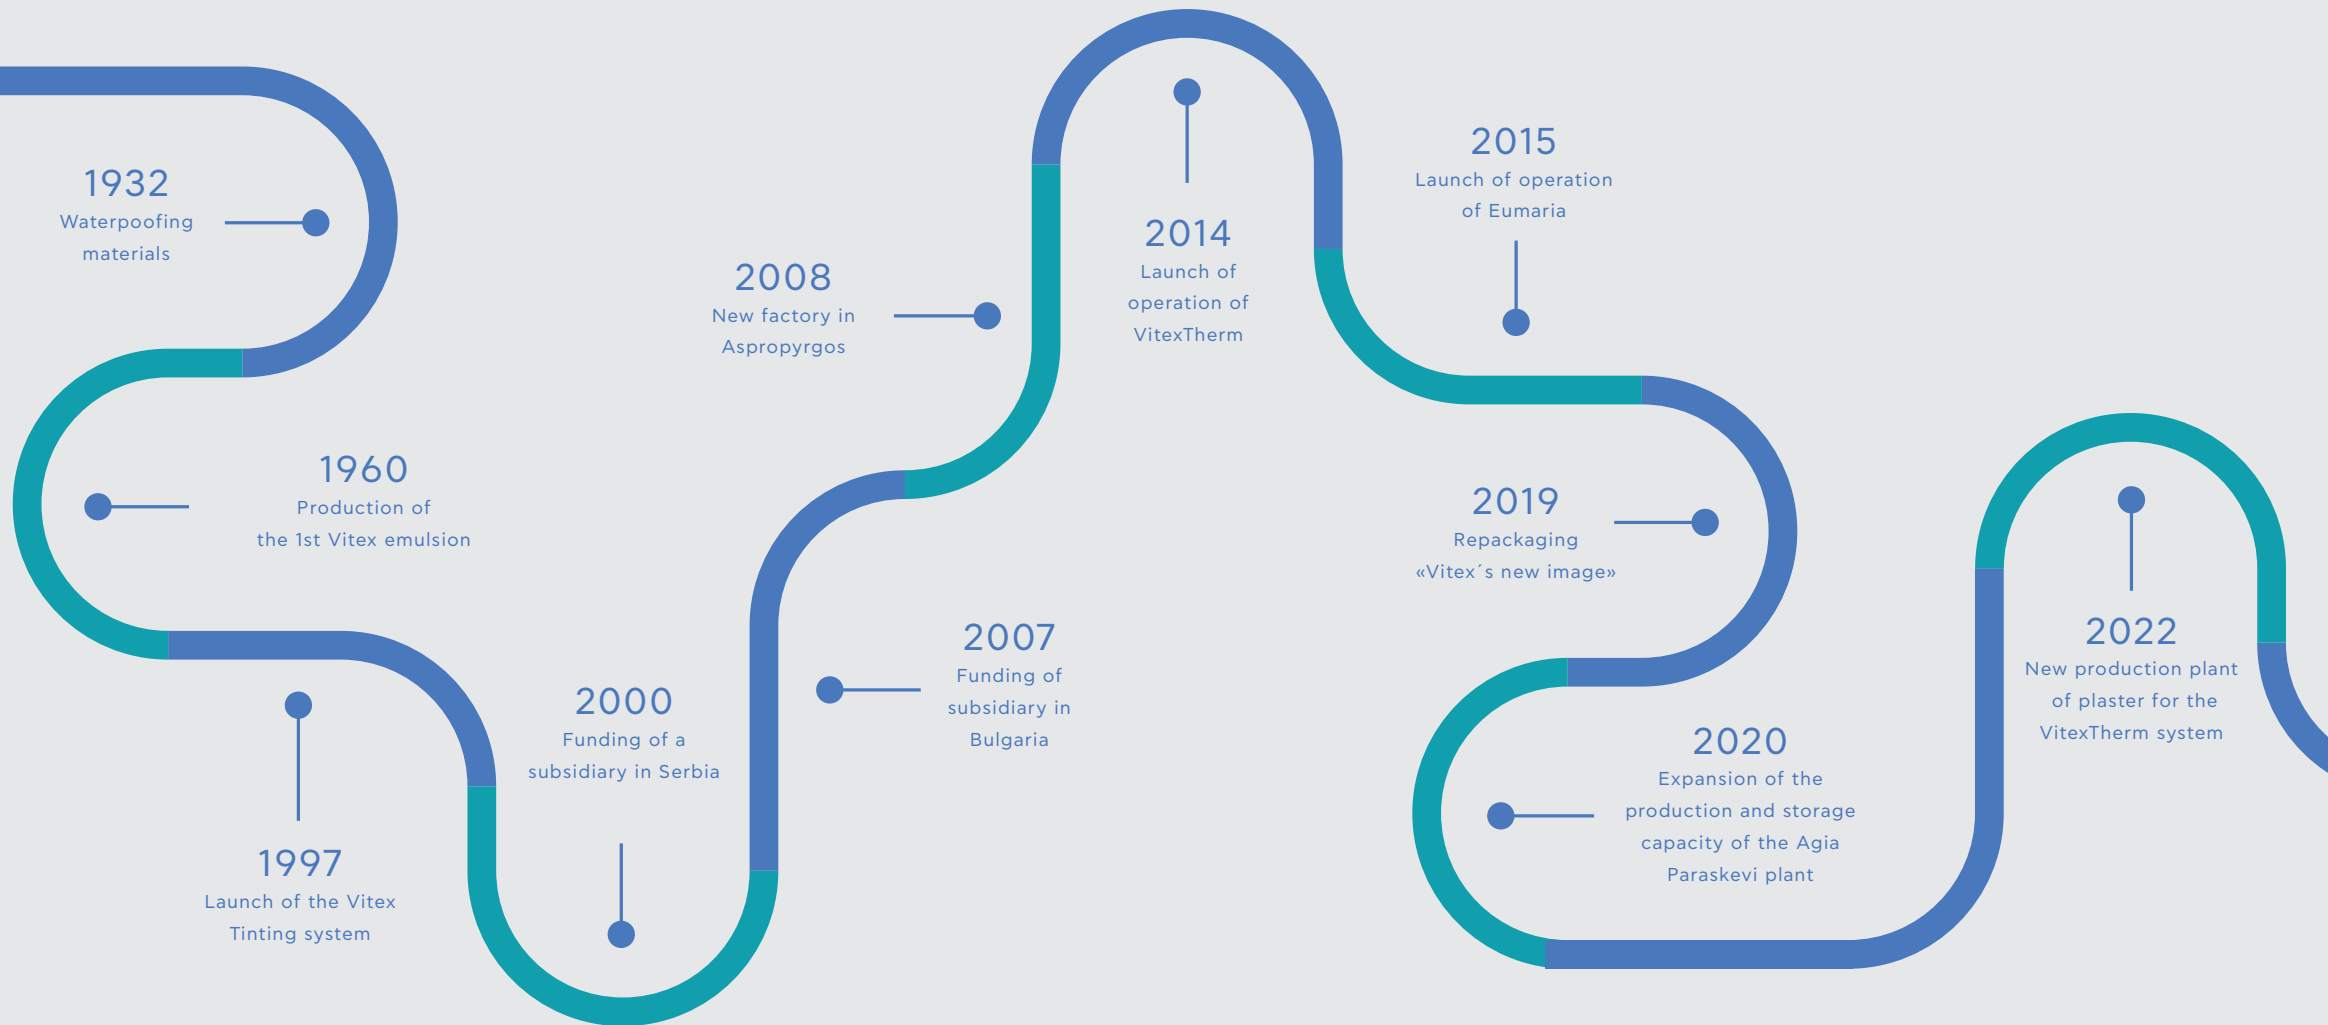 1932
Waterpoofing
materials
1960
Production of
the 1st Vitex emulsion
1997
Launch of the Vitex
Tinting system
2000
Funding of a
subsidiary in Serbia
2007
Funding of
subsidiary in
Bulgaria
2008
New factory in
Aspropyrgos
2014
Launch of
operation of
VitexTherm
2015
Launch of operation
of Eumaria
2019
Repackaging
«Vitex´s new image»
2020
Expansion of the
production and storage
capacity of the Agia
Paraskevi plant
2022
New production plant
of plaster for the
VitexTherm system